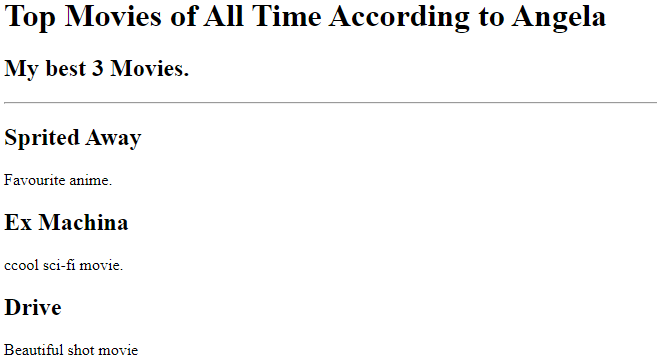 Top Movies of All Time According to Angela
My best 3 Movies.
Sprited Away
Favourite anime.
Ex Machina
ccool sci-fi movie.
Drive
Beautiful shot movie